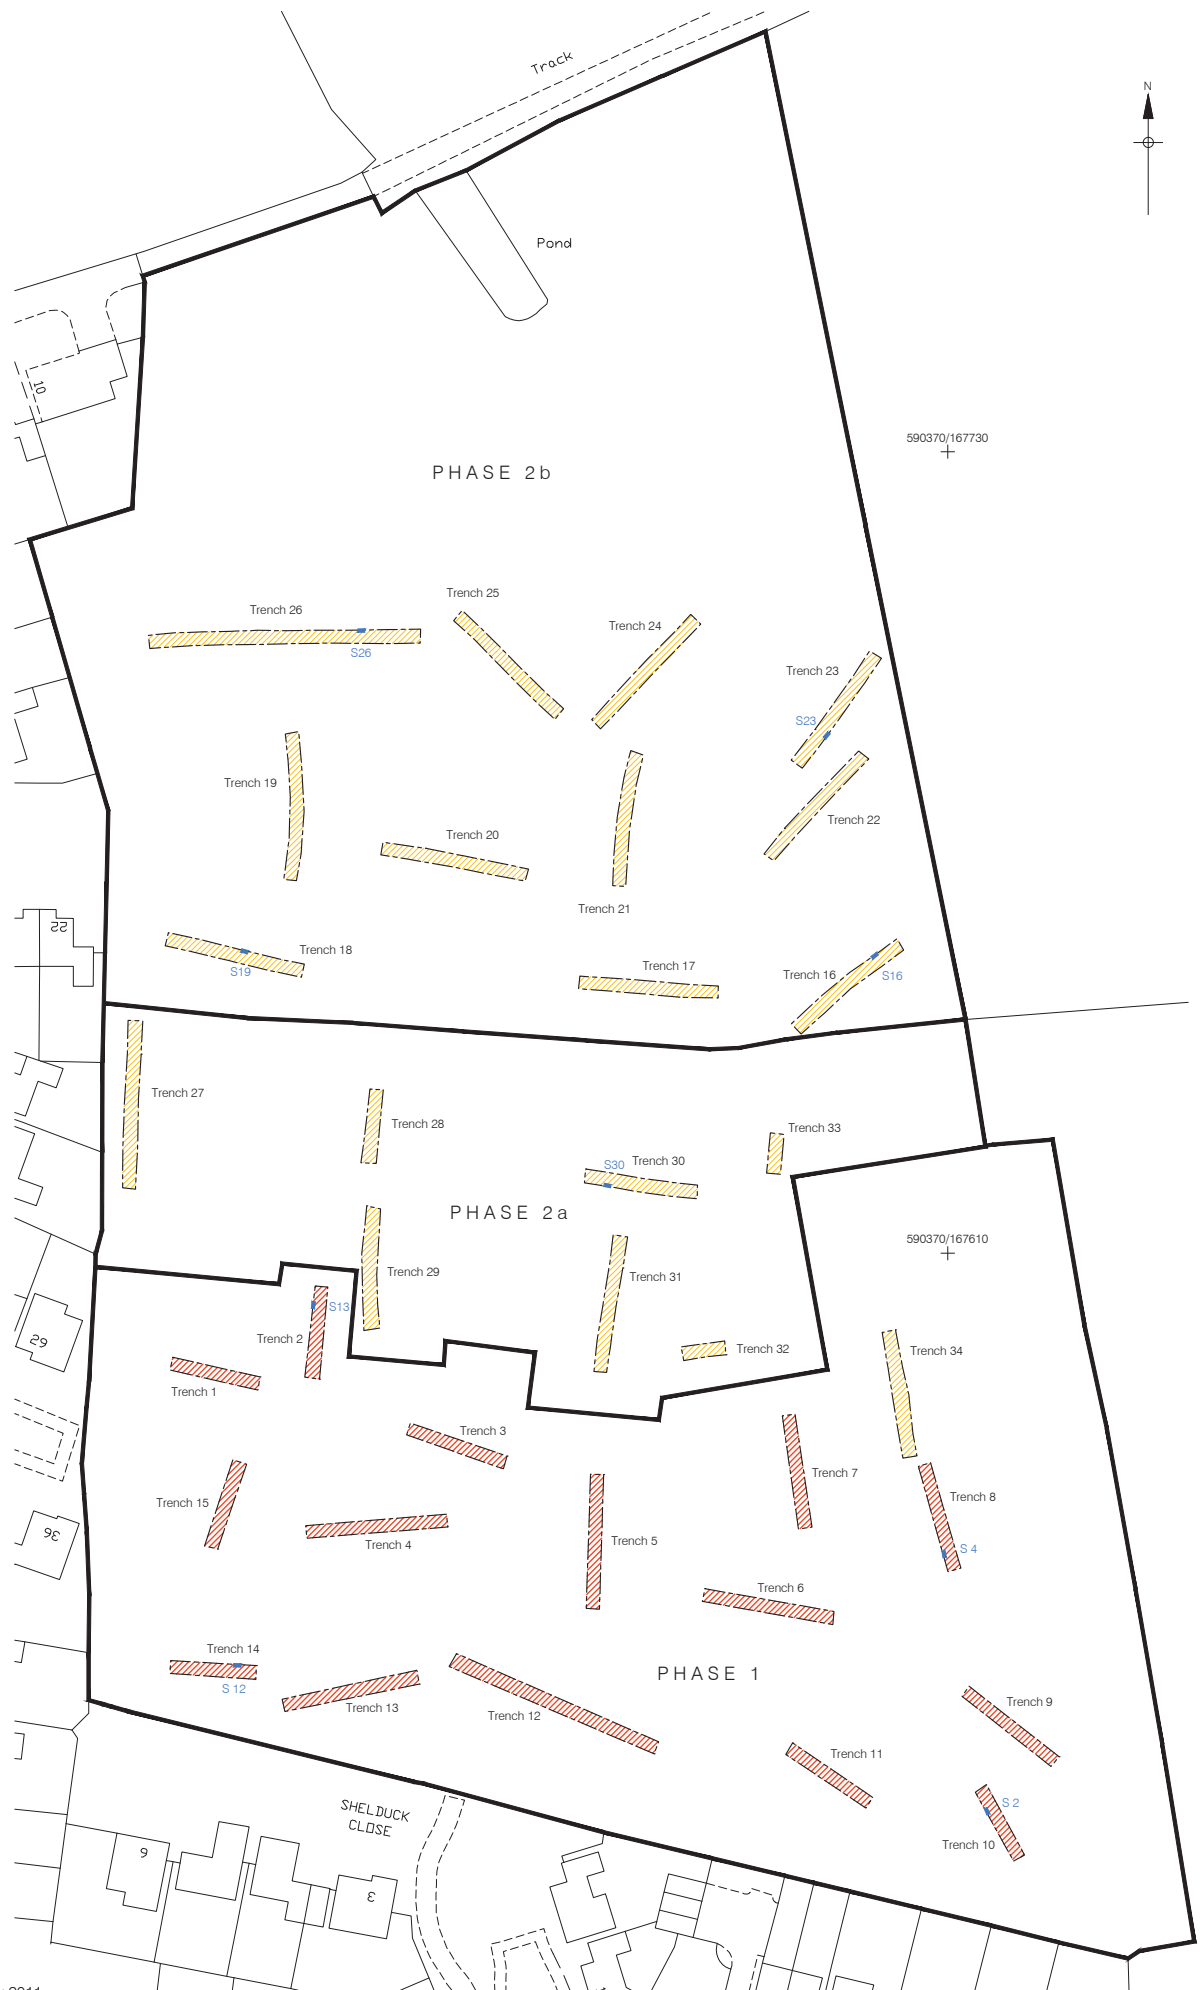 Track
N
Pond
10
590370/167730
PHASE 2b
Trench 25
Trench 26
Trench 24
S26
Trench 23
S23
Trench 19
Trench 20
Trench 22
Trench 21
22
Trench 18
S19
Trench 17
Trench 16
S16
Trench 27
Trench 28
Trench 33
S30
Trench 30
PHASE 2a
590370/167610
Trench 29
Trench 31
S13
Trench 2
29
Trench 32
Trench 34
Trench 1
Trench 3
Trench 7
Trench 8
Trench 15
36
Trench 4
Trench 5
S 4
Trench 6
Trench 14
S 12
PHASE 1
Trench 13
Trench 12
Trench 9
Trench 11
S 2
SHELDUCK
CLOSE
Trench 10
9
3